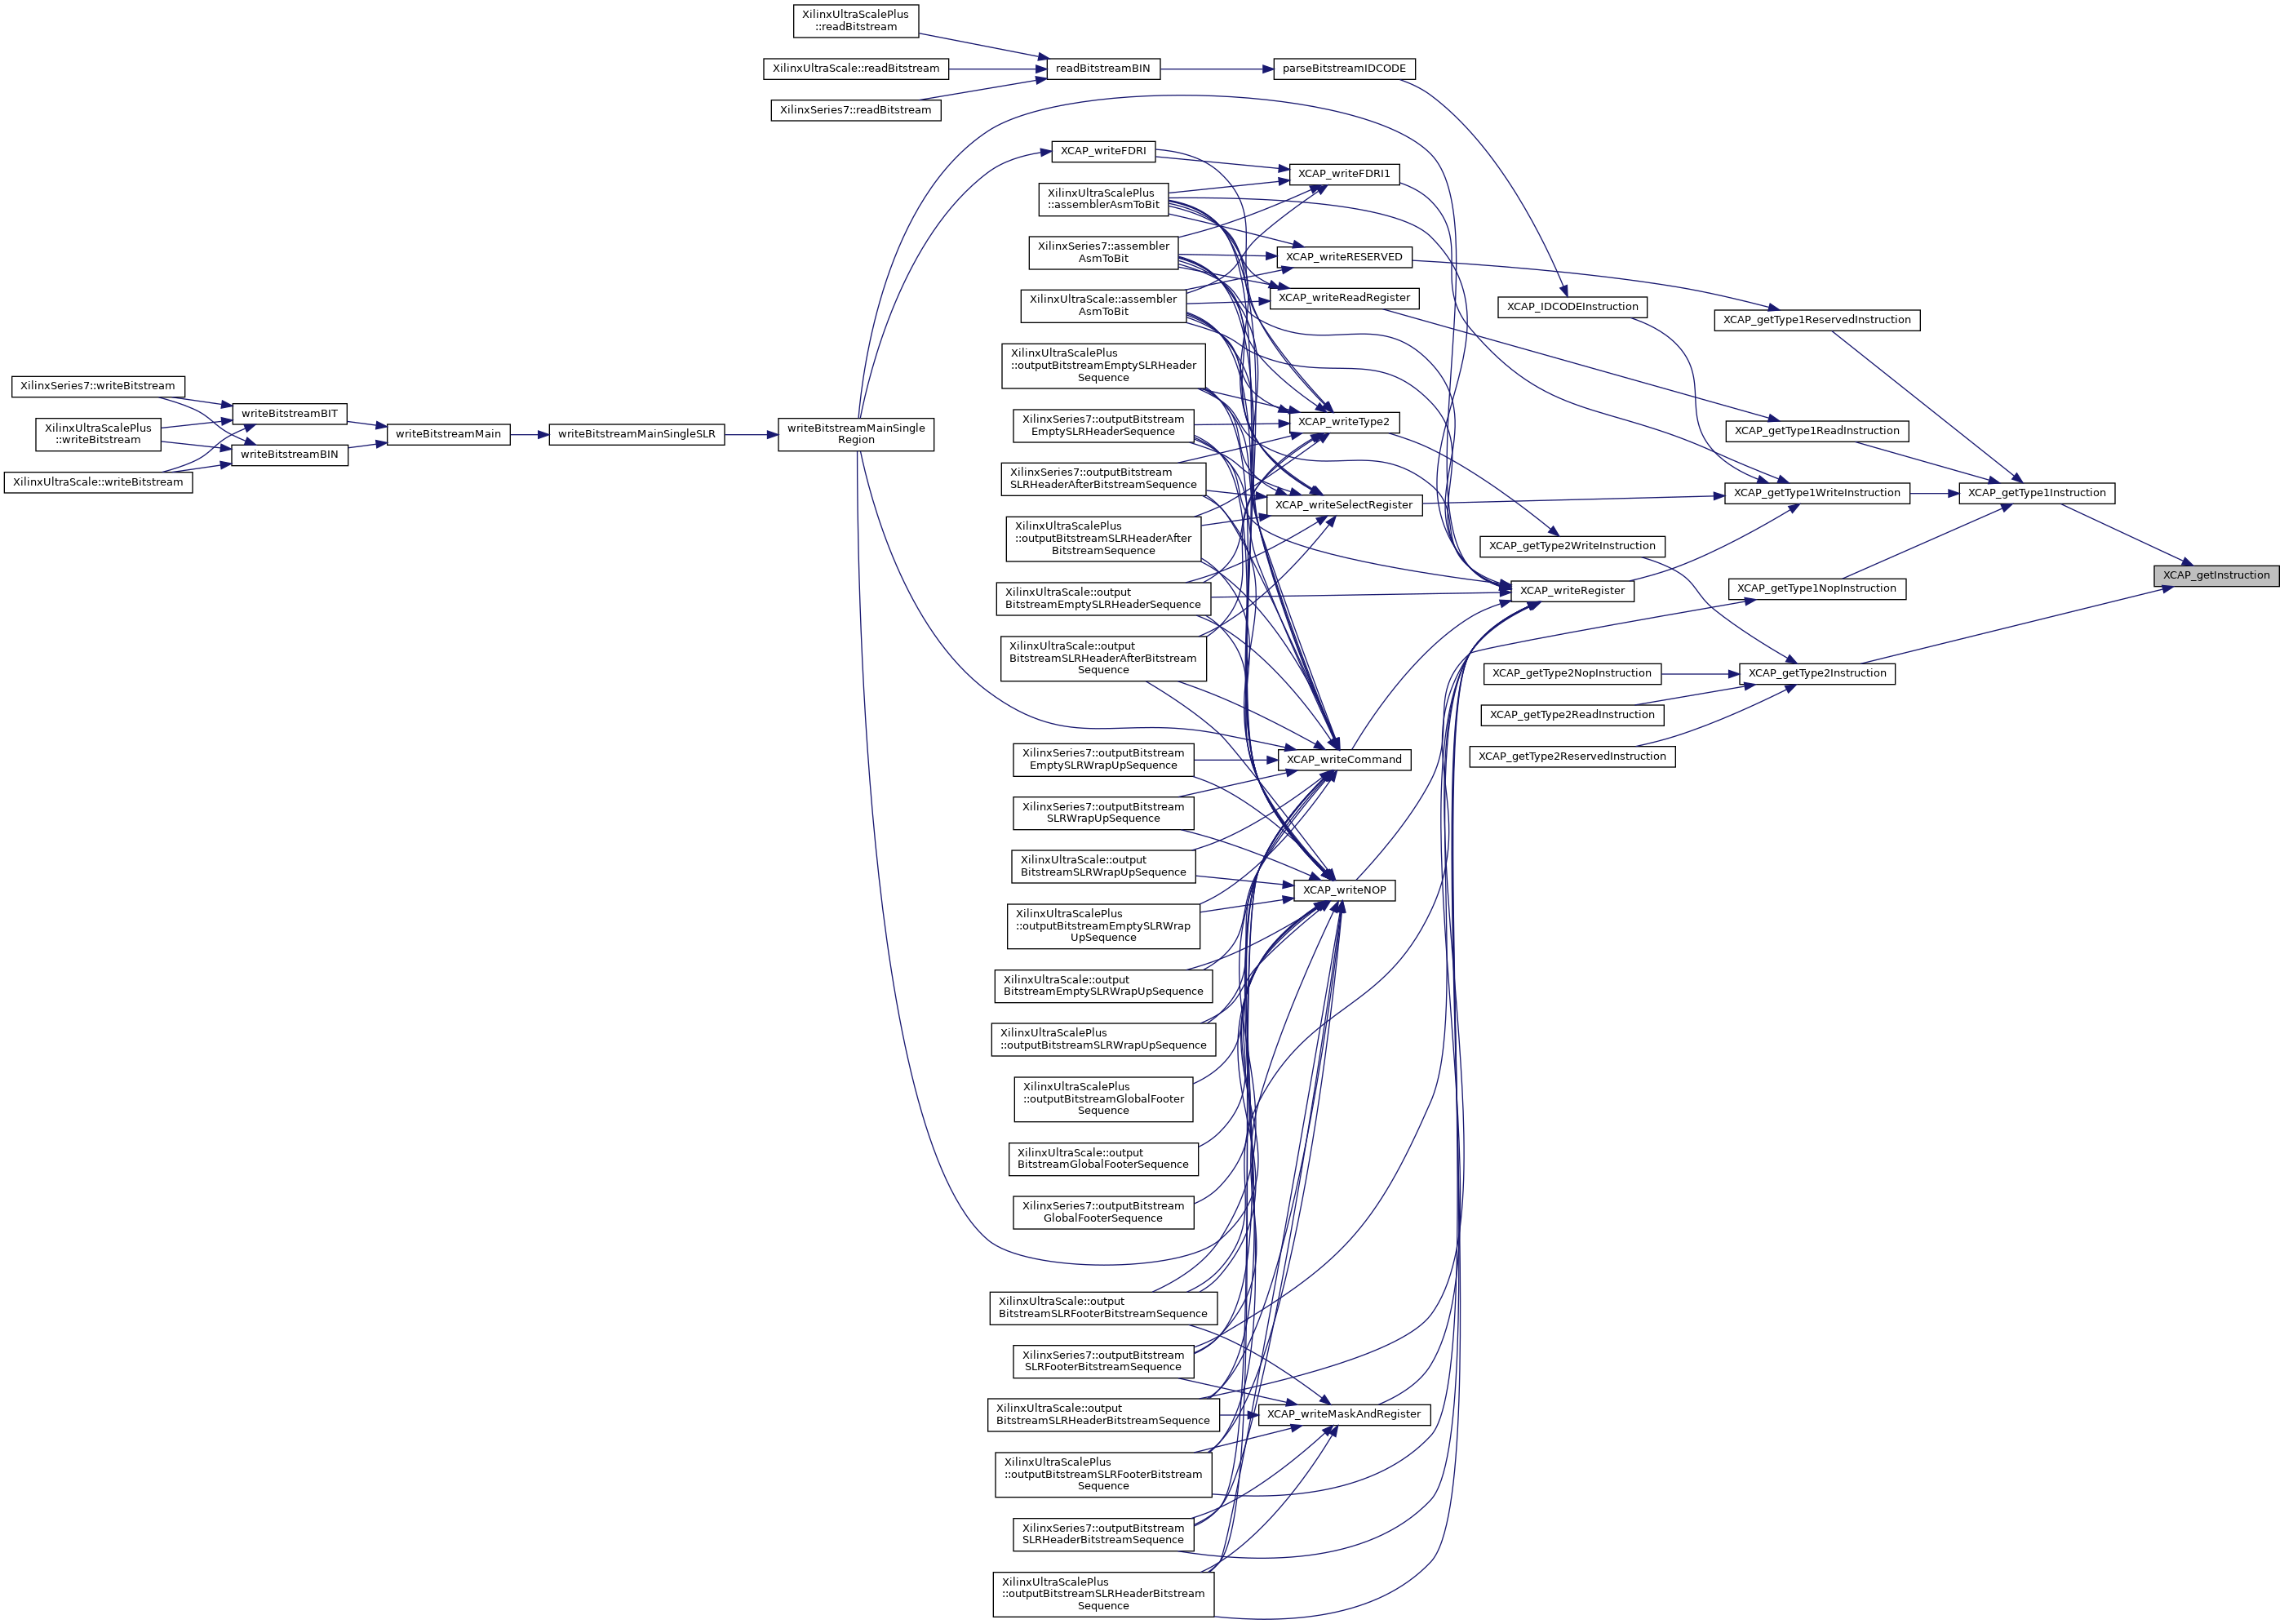 XilinxUltraScalePlus
::readBitstream
XilinxUltraScale::readBitstream
readBitstreamBIN
parseBitstreamIDCODE
XilinxSeries7::readBitstream
XCAP_writeFDRI
XCAP_writeFDRI1
XilinxUltraScalePlus
::assemblerAsmToBit
XilinxSeries7::assembler
AsmToBit
XCAP_writeRESERVED
XilinxUltraScale::assembler
AsmToBit
XCAP_writeReadRegister
XCAP_IDCODEInstruction
XCAP_getType1ReservedInstruction
XilinxUltraScalePlus
::outputBitstreamEmptySLRHeader
Sequence
XilinxSeries7::writeBitstream
writeBitstreamBIT
XilinxUltraScalePlus
::writeBitstream
writeBitstreamBIN
XilinxUltraScale::writeBitstream
writeBitstreamMain
writeBitstreamMainSingleSLR
writeBitstreamMainSingle
Region
XilinxSeries7::outputBitstream
EmptySLRHeaderSequence
XCAP_writeType2
XCAP_getType1ReadInstruction
XilinxSeries7::outputBitstream
SLRHeaderAfterBitstreamSequence
XCAP_writeSelectRegister
XCAP_getType1WriteInstruction
XCAP_getType1Instruction
XilinxUltraScalePlus
::outputBitstreamSLRHeaderAfter
BitstreamSequence
XCAP_getType2WriteInstruction
XilinxUltraScale::output
BitstreamEmptySLRHeaderSequence
XCAP_writeRegister
XCAP_getType1NopInstruction
XCAP_getInstruction
XilinxUltraScale::output
BitstreamSLRHeaderAfterBitstream
Sequence
XCAP_getType2NopInstruction
XCAP_getType2Instruction
XCAP_getType2ReadInstruction
XCAP_getType2ReservedInstruction
XilinxSeries7::outputBitstream
EmptySLRWrapUpSequence
XCAP_writeCommand
XilinxSeries7::outputBitstream
SLRWrapUpSequence
XilinxUltraScale::output
BitstreamSLRWrapUpSequence
XCAP_writeNOP
XilinxUltraScalePlus
::outputBitstreamEmptySLRWrap
UpSequence
XilinxUltraScale::output
BitstreamEmptySLRWrapUpSequence
XilinxUltraScalePlus
::outputBitstreamSLRWrapUpSequence
XilinxUltraScalePlus
::outputBitstreamGlobalFooter
Sequence
XilinxUltraScale::output
BitstreamGlobalFooterSequence
XilinxSeries7::outputBitstream
GlobalFooterSequence
XilinxUltraScale::output
BitstreamSLRFooterBitstreamSequence
XilinxSeries7::outputBitstream
SLRFooterBitstreamSequence
XilinxUltraScale::output
BitstreamSLRHeaderBitstreamSequence
XCAP_writeMaskAndRegister
XilinxUltraScalePlus
::outputBitstreamSLRFooterBitstream
Sequence
XilinxSeries7::outputBitstream
SLRHeaderBitstreamSequence
XilinxUltraScalePlus
::outputBitstreamSLRHeaderBitstream
Sequence